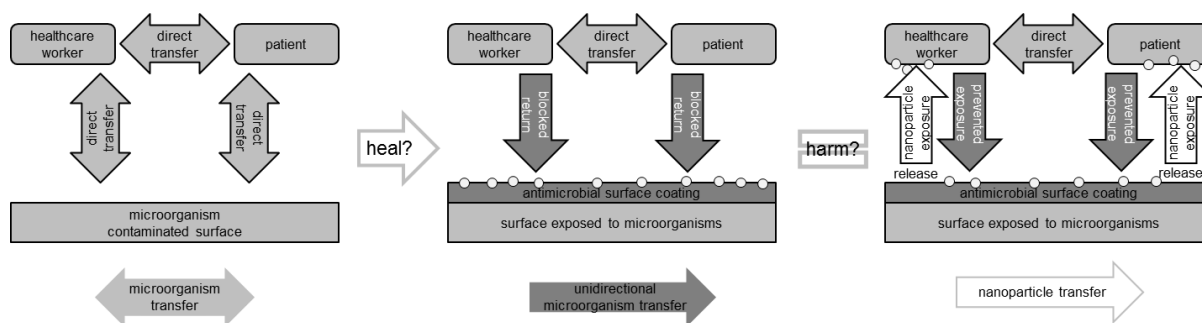 healthcare
worker
direct
transfer
patient
direct
transfer
direct
transfer
microorganism
contaminated surface
microorganism
transfer
heal?
healthcare
worker
direct
transfer
patient
blocked
return
blocked
return
antimicrobial surface coating
surface exposed to microorganisms
unidirectional
microorganism transfer
harm?
healthcare
worker
direct
transfer
patient
nanoparticle
exposure
prevented
exposure
prevented
exposure
nanoparticle
exposure
release
release
antimicrobial surface coating
surface exposed to microorganisms
nanoparticle transfer